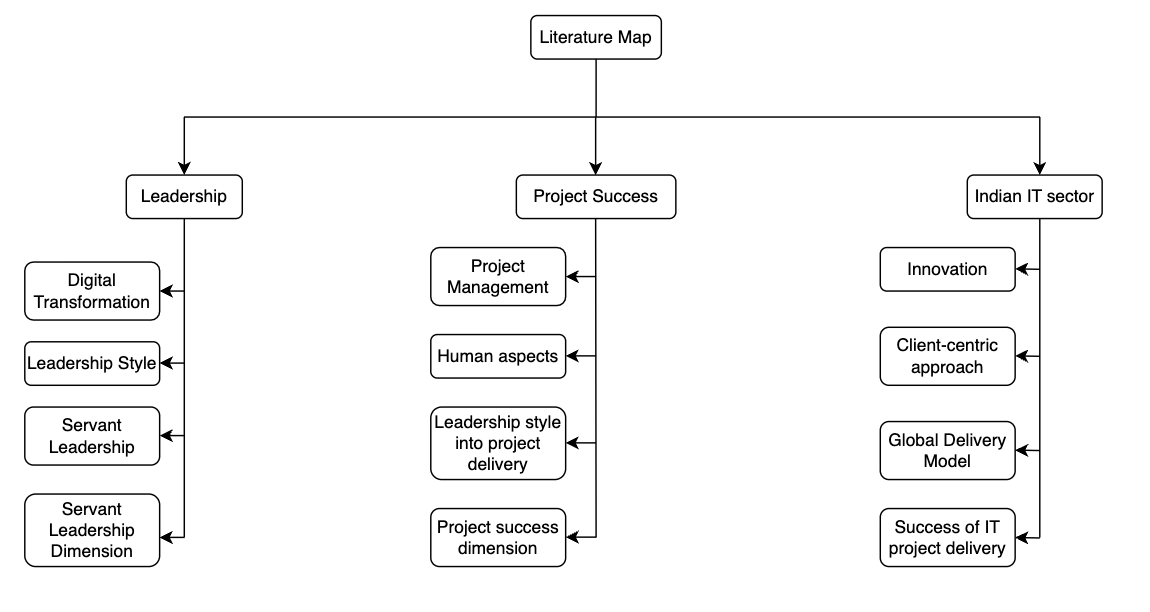 Literature Map
Leadership
Project Success
Indian IT sector
Digital
Transformation
Leadership Style
Servant
Leadership
Servant
Leadership
Dimension
Project
Management
Human aspects
Leadership style
into project
delivery
Project success
dimension
Innovation
Client-centric
approach
Global Delivery
Model
Success of IT
project delivery